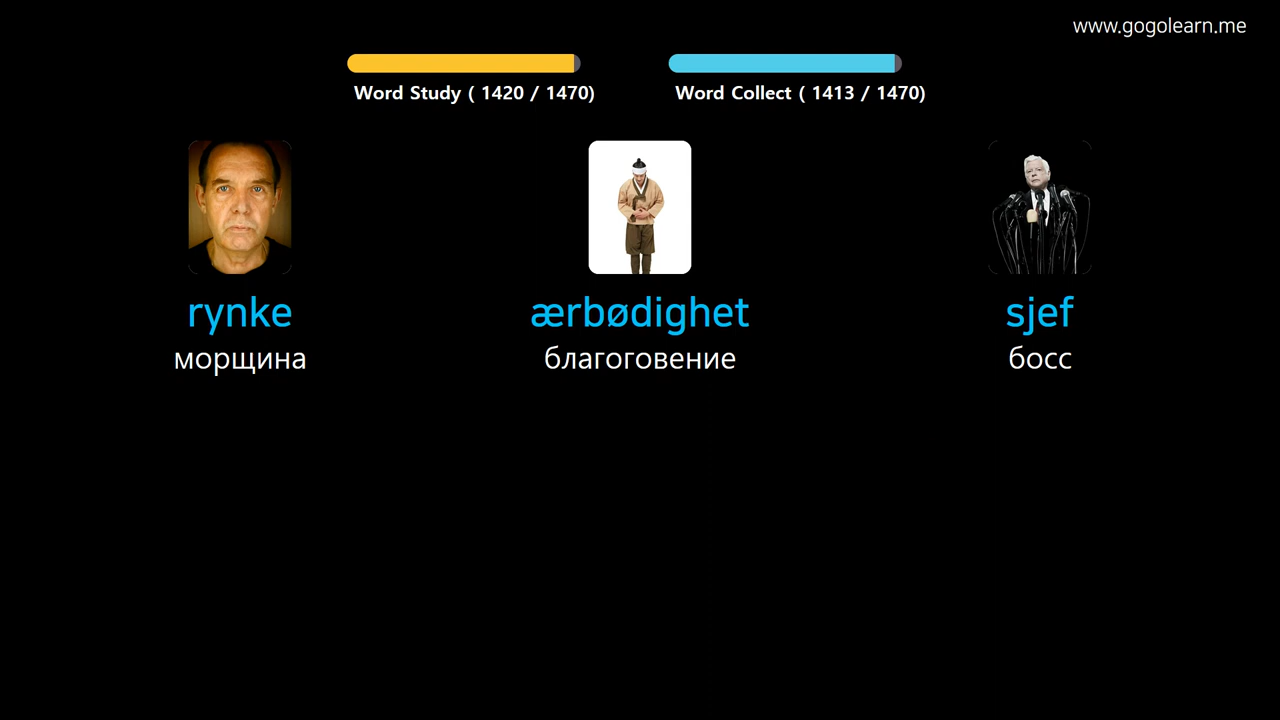 www.gogolearn.me
Word Study ( 1420 / 1470)
Word Collect ( 1413 / 1470)
rynke
ærbødighet
sjef
морщина
благоговение
босс